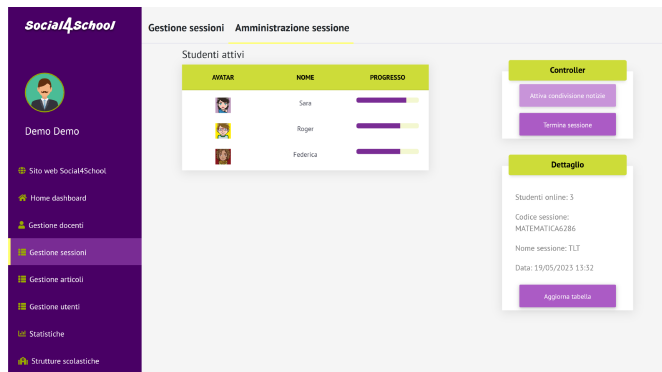 Social4School
Gestione sessioni Amministrazione sessione
Demo Demo
Sito web Social4School
Home dashboard
Gestione docenti
Gestione sessioni
Gestione articoli
Gestione utenti
Statistiche
Strutture scolastiche
Studenti attivi
AVATAR NOME PROGRESSO
Sara
Roger
Federica
Controller
Attiva condivisione notizie
Termina sessione
Dettaglio
Studenti online: 3
Codice sessione:
MATEMATICA6286
Nome sessione: TLT
Data: 19/05/2023 13:32
Aggiorna tabella